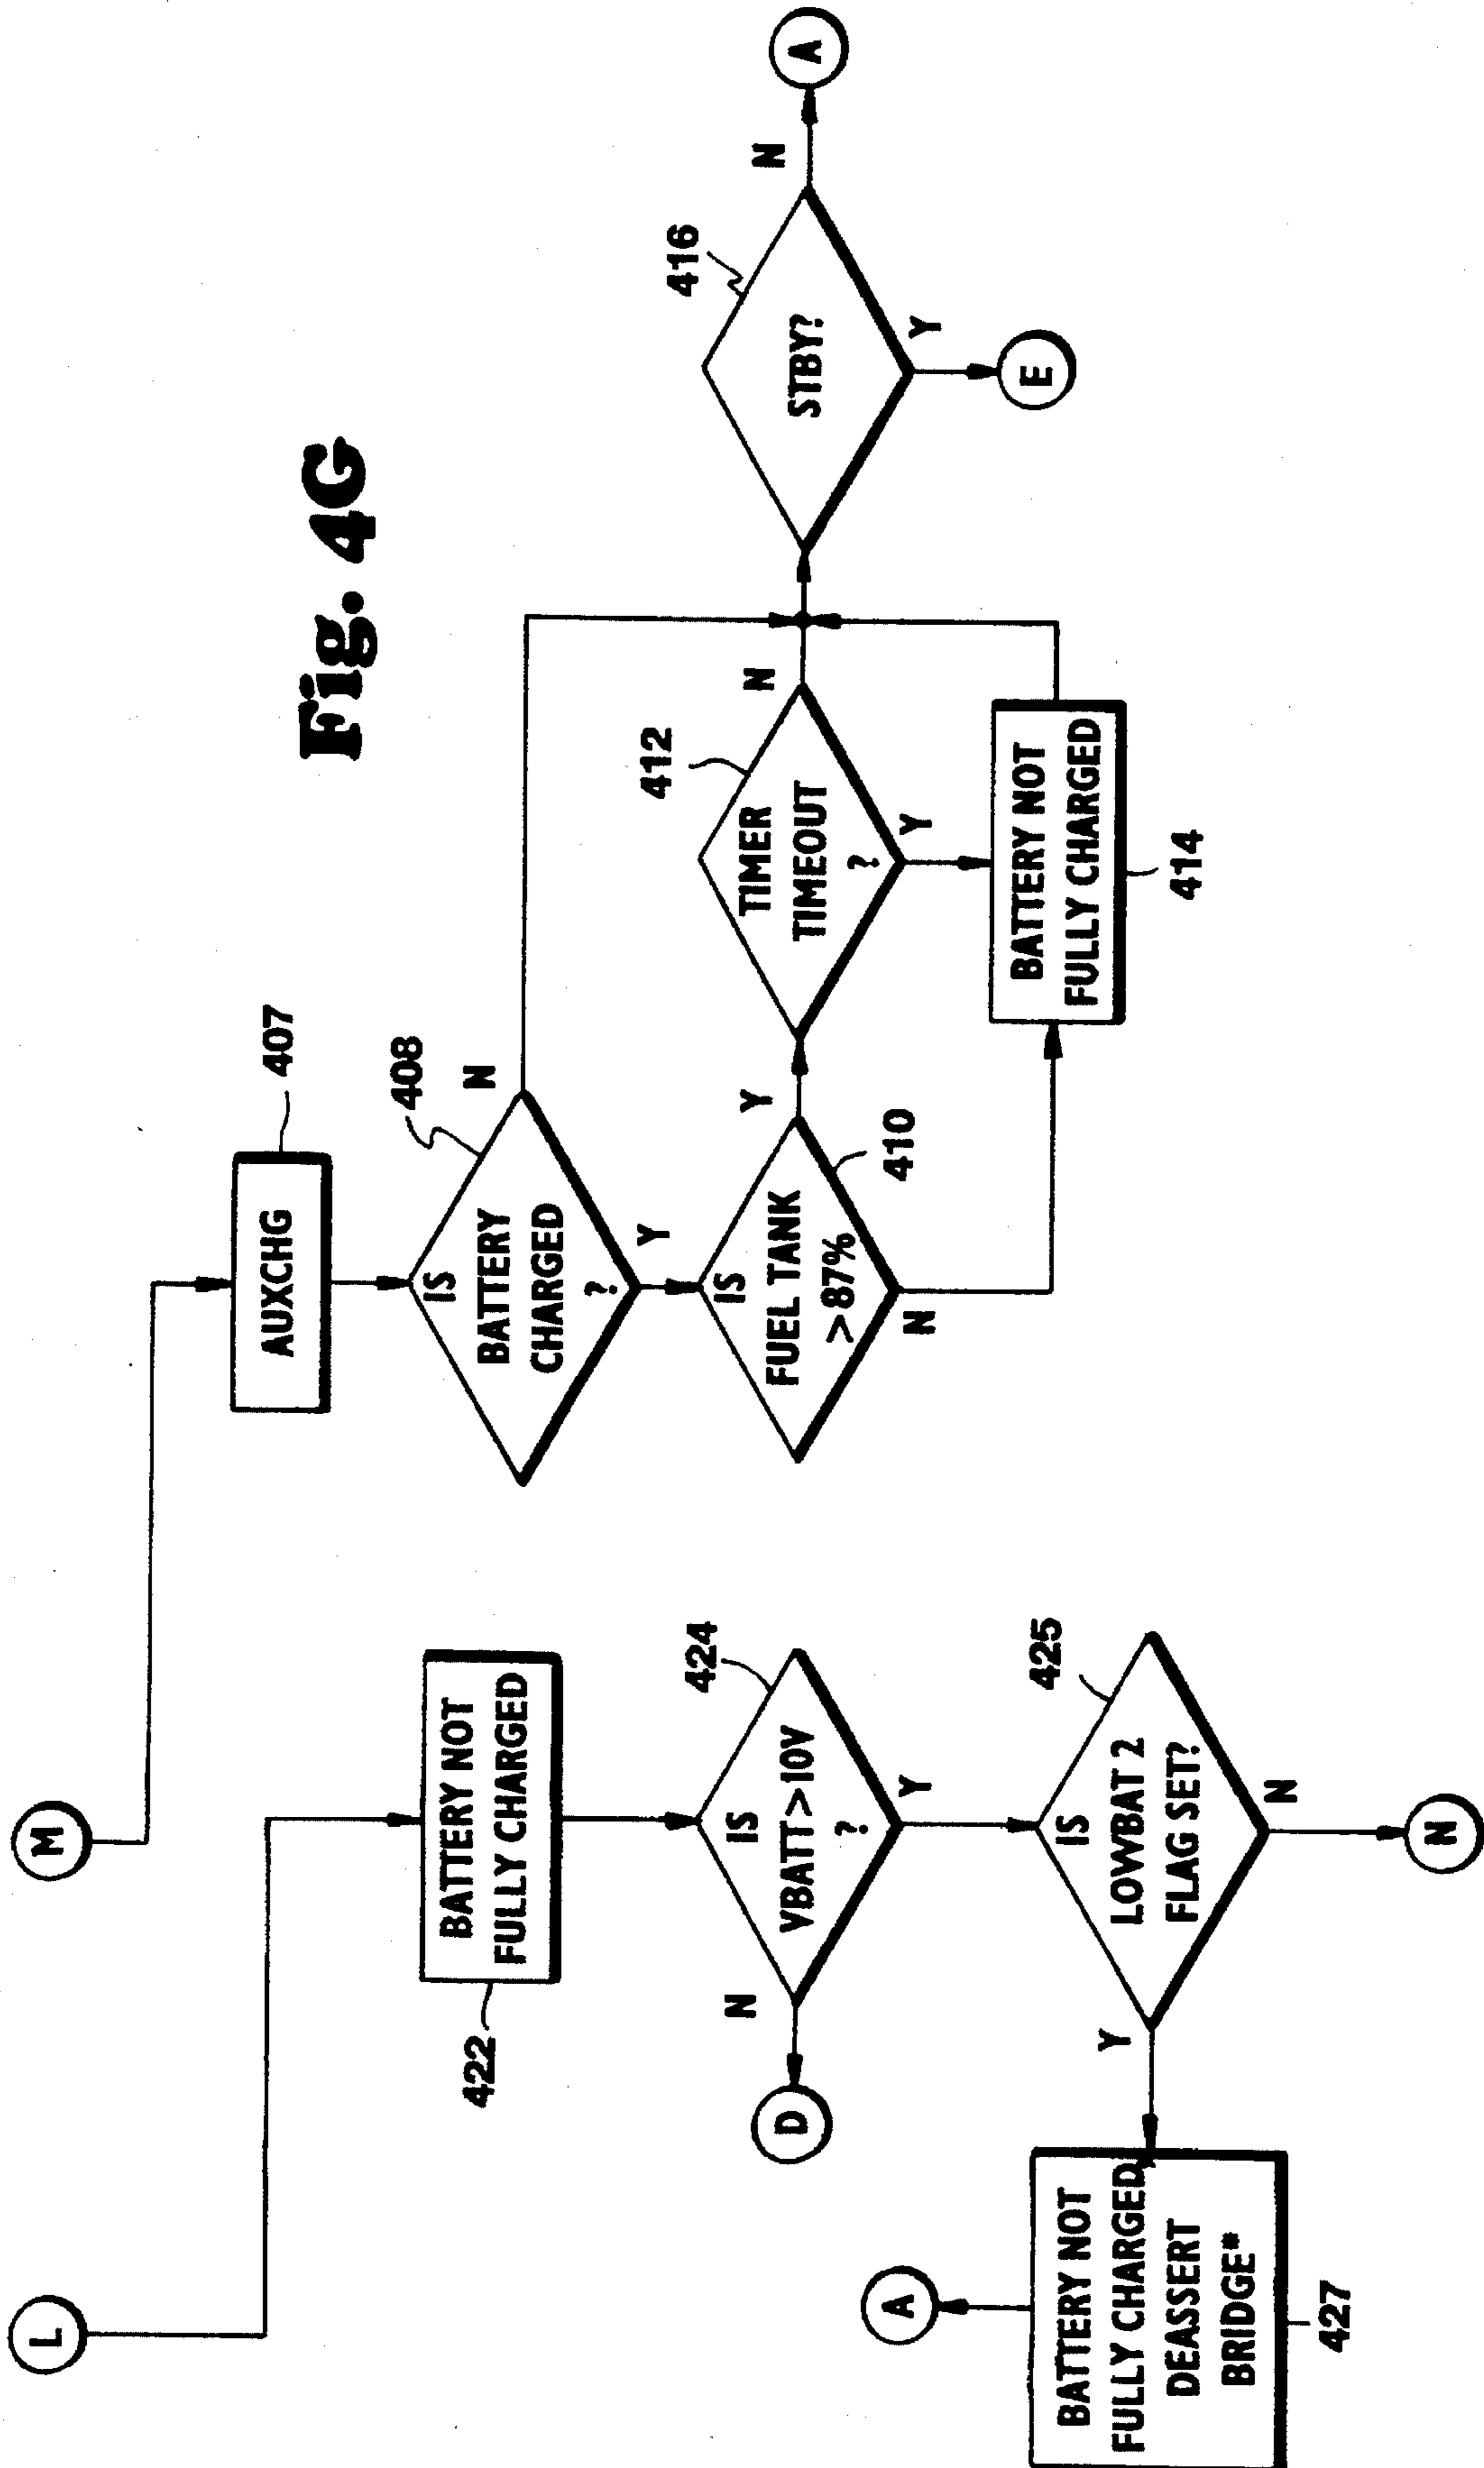 Fig. 4G
L
M
422
BATTERY NOT
FULLY CHARGED
424
IS
VBATT>10V
?
N
Y
D
425
IS
LOWBAT 2
FLAG SET?
Y
N
N
A
BATTERY NOT
FULLY CHARGED
DEASSERT
BRIDGE*
427
AUXCHG
407
408
IS
BATTERY
CHARGED
?
N
Y
IS
FUEL TANK
>87%
410
Y
N
412
TIMER
TIMEOUT
?
N
Y
BATTERY NOT
FULLY CHARGED
414
416
STBY?
N
A
Y
E